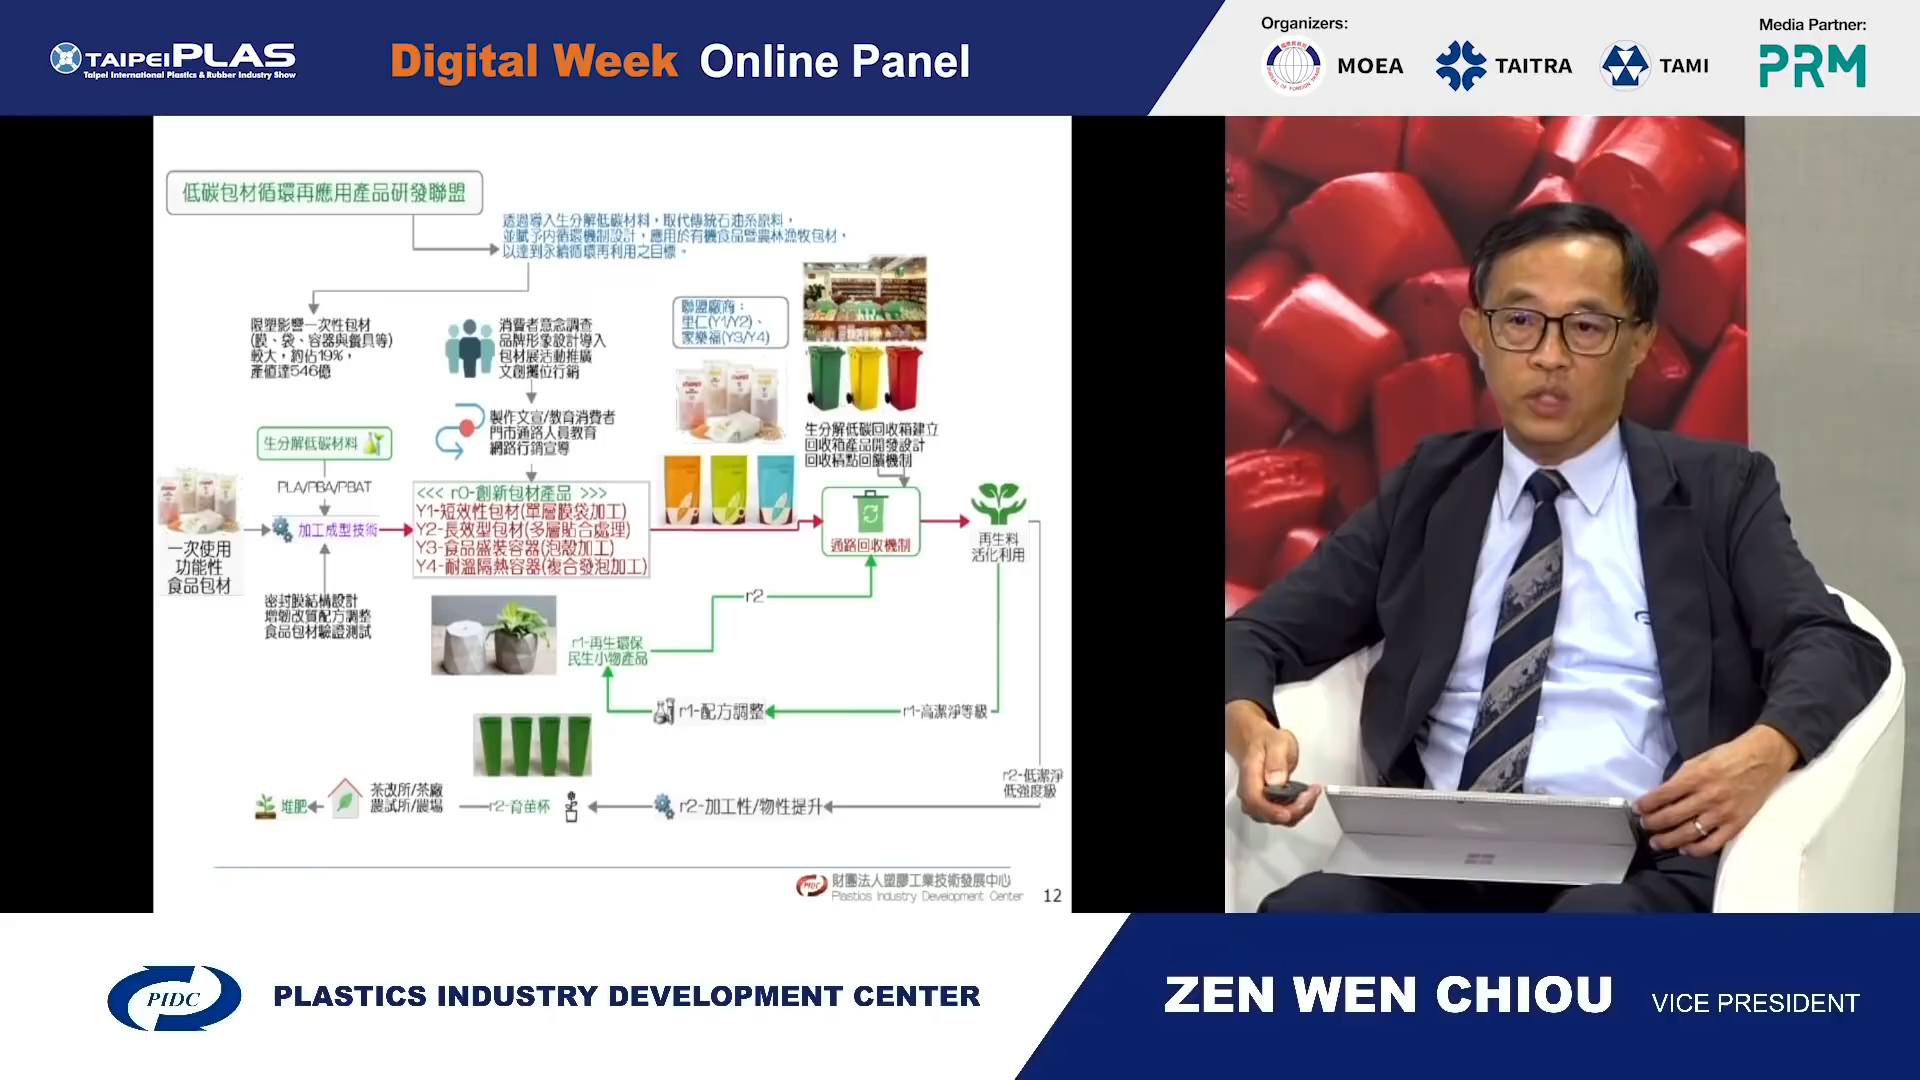 TAIPEIPLAS
Taipei International Plastics & Rubber Industry Show
Digital Week Online Panel
Organizers:
MOEA
TAITRA
TAMI
Media Partner:
PRM
低碳包材循環再應用產品研發聯盟
透過導入生分解低碳材料，取代傳統石油系原料，
並賦予內循環機制設計，應用於有機食品暨農林漁牧包材，
以達到永續循環再利用之目標。
限塑影響一次性包材
(膜、袋、容器與餐具等)
較大，約佔19%，
產值達546億
消費者意念調查
品牌形象設計導入
包材展活動推廣
文創攤位行銷
聯盟廠商：
里仁(Y1/Y2)、
家樂福(Y3/Y4)
製作文宣/教育消費者
門市通路人員教育
網路行銷宣導
生分解低碳回收箱建立
回收箱產品開發設計
回收積點回饋機制
生分解低碳材料
PLA/PBA/PBAT
加工成型技術
<<< r0-創新包材產品 >>>
Y1-短效性包材(單層膜袋加工)
Y2-長效型包材(多層貼合處理)
Y3-食品盛裝容器(泡殼加工)
Y4-耐溫隔熱容器(複合發泡加工)
通路回收機制
再生料
活化利用
一次使用
功能性
食品包材
密封膜結構設計
增韌改質配方調整
食品包材驗證測試
r2
r1-再生環保
民生小物產品
r1-配方調整
r1-高潔淨等級
r2-低潔淨
低強度級
堆肥
茶改所/茶廠
農試所/農場
r2-育苗杯
r2-加工性/物性提升
PIDC
財團法人塑膠工業技術發展中心
Plastics Industry Development Center
12
PIDC
PLASTICS INDUSTRY DEVELOPMENT CENTER
ZEN WEN CHIOU VICE PRESIDENT